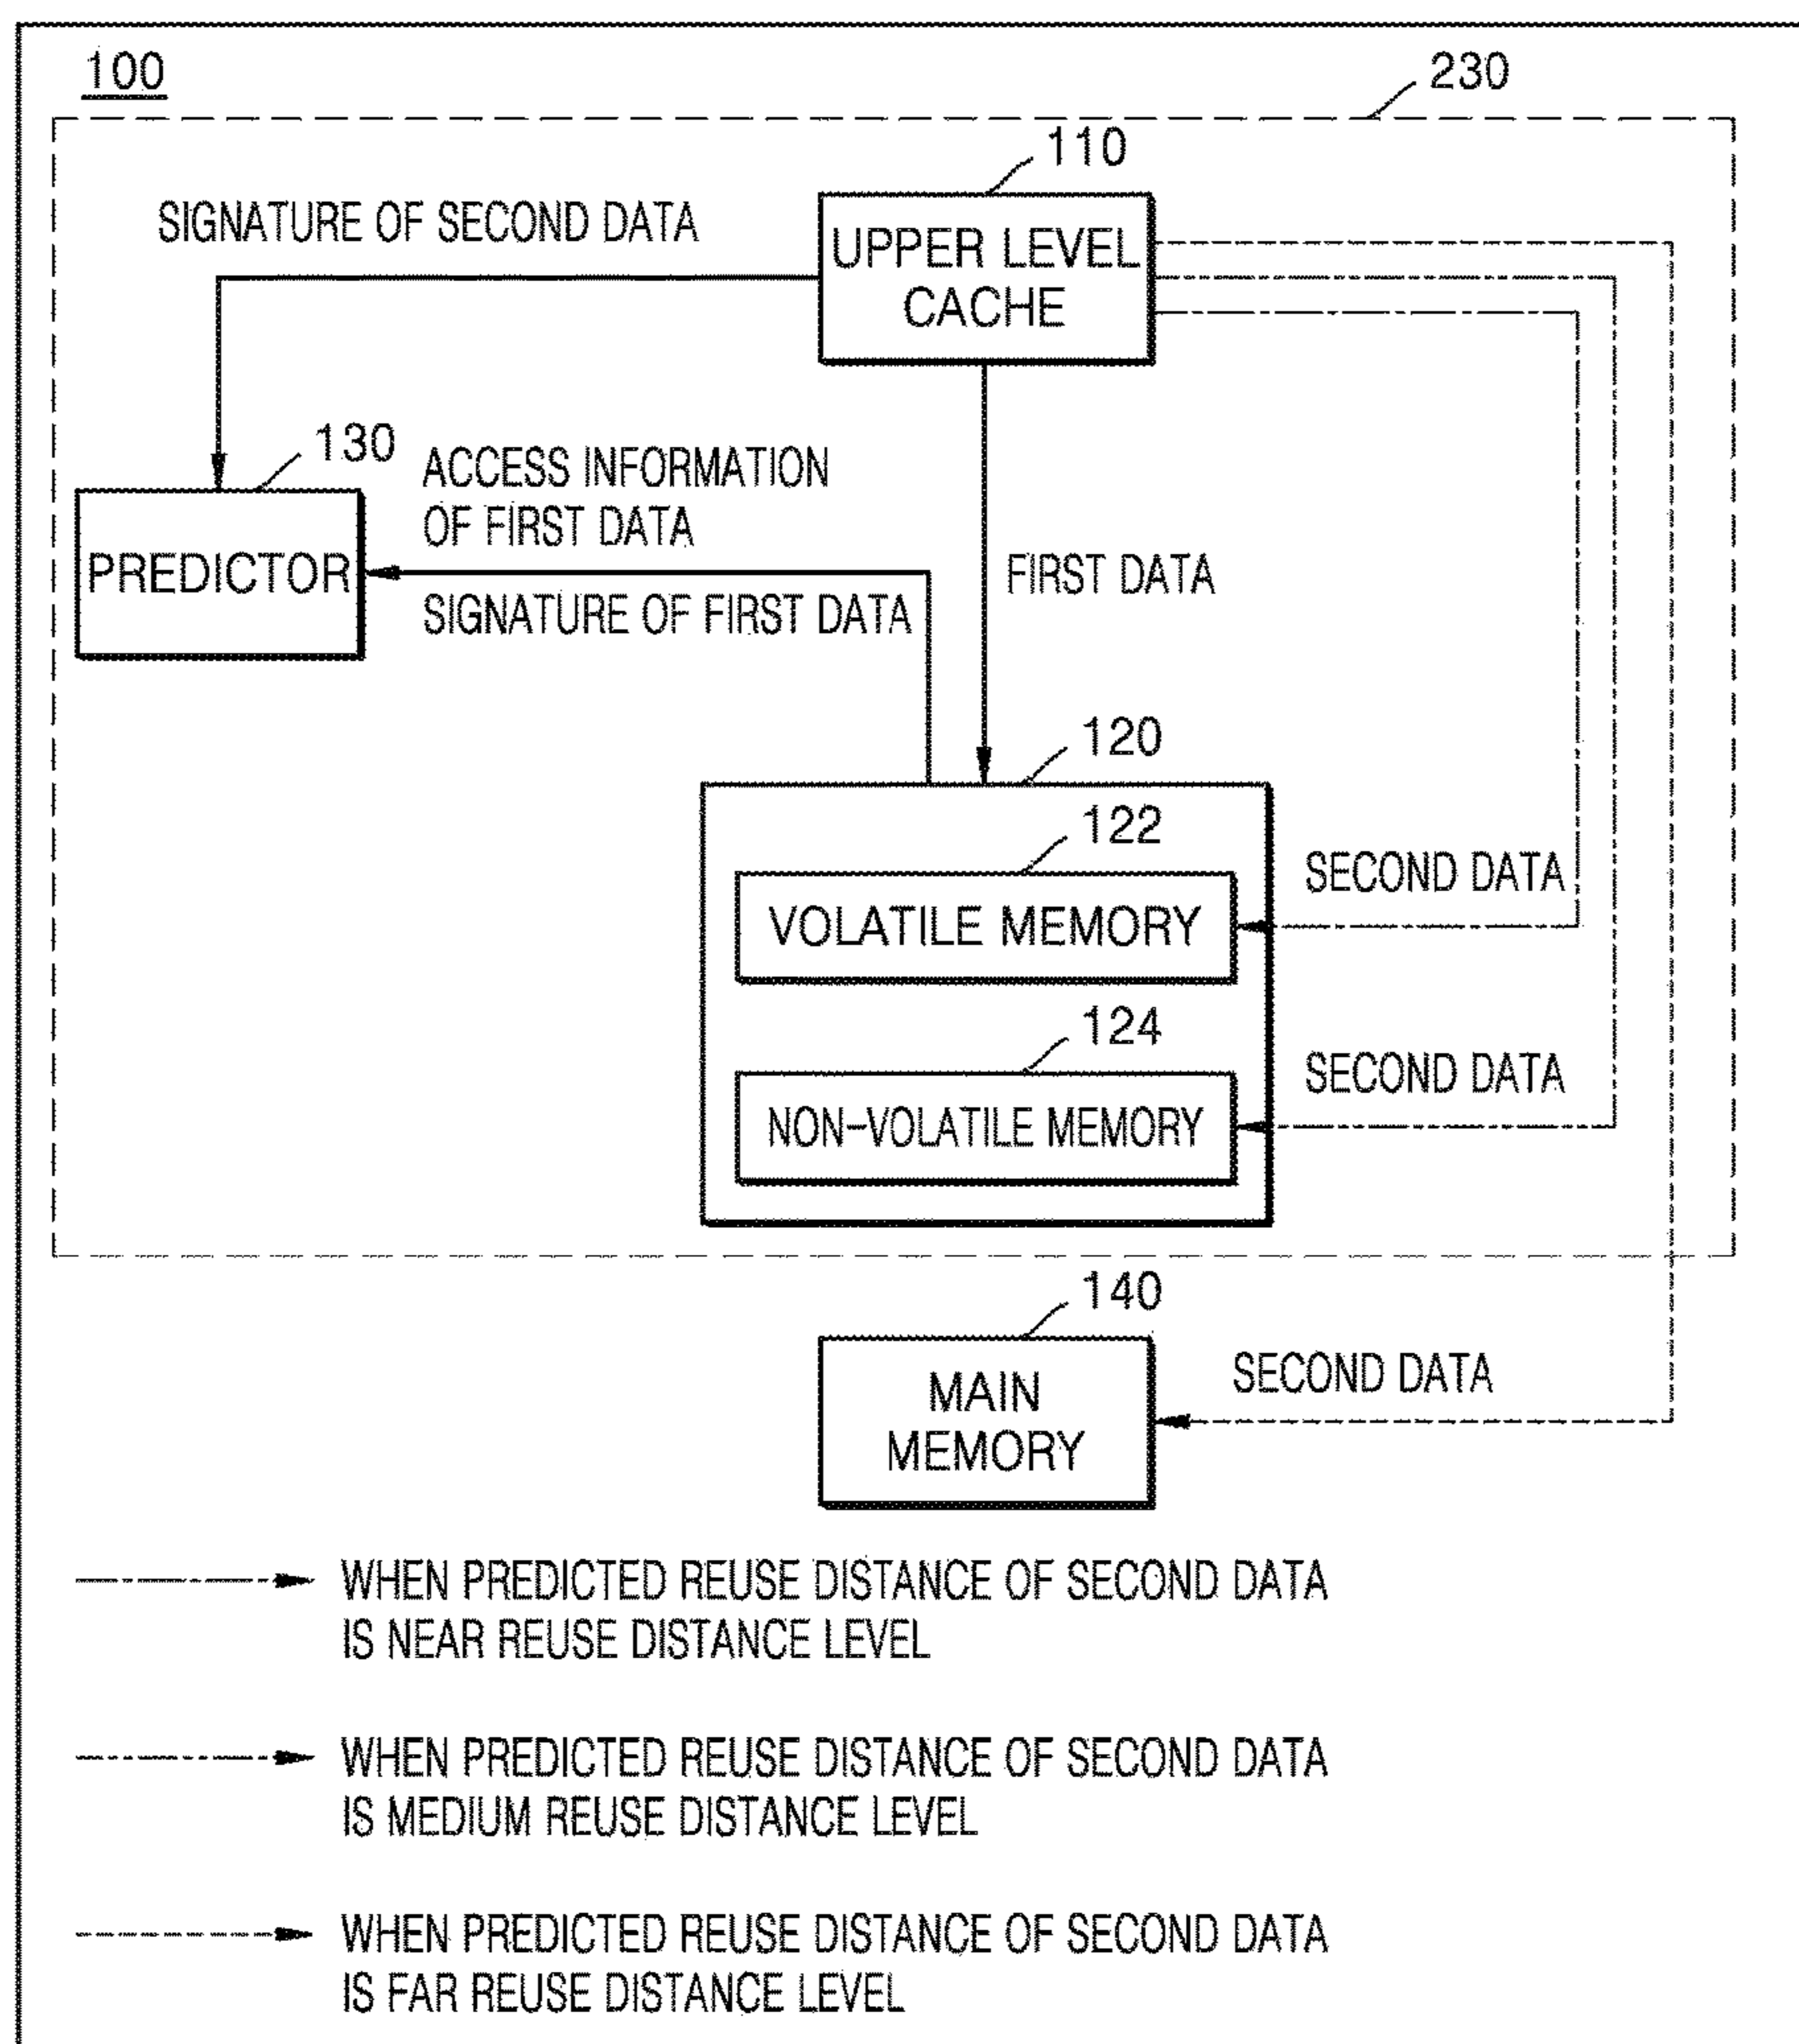 100
230
110
SIGNATURE OF SECOND DATA
UPPER LEVEL
CACHE
130
ACCESS INFORMATION
OF FIRST DATA
PREDICTOR
FIRST DATA
SIGNATURE OF FIRST DATA
120
122
SECOND DATA
VOLATILE MEMORY
124
SECOND DATA
NON-VOLATILE MEMORY
140
MAIN
MEMORY
SECOND DATA
WHEN PREDICTED REUSE DISTANCE OF SECOND DATA
IS NEAR REUSE DISTANCE LEVEL
WHEN PREDICTED REUSE DISTANCE OF SECOND DATA
IS MEDIUM REUSE DISTANCE LEVEL
WHEN PREDICTED REUSE DISTANCE OF SECOND DATA
IS FAR REUSE DISTANCE LEVEL